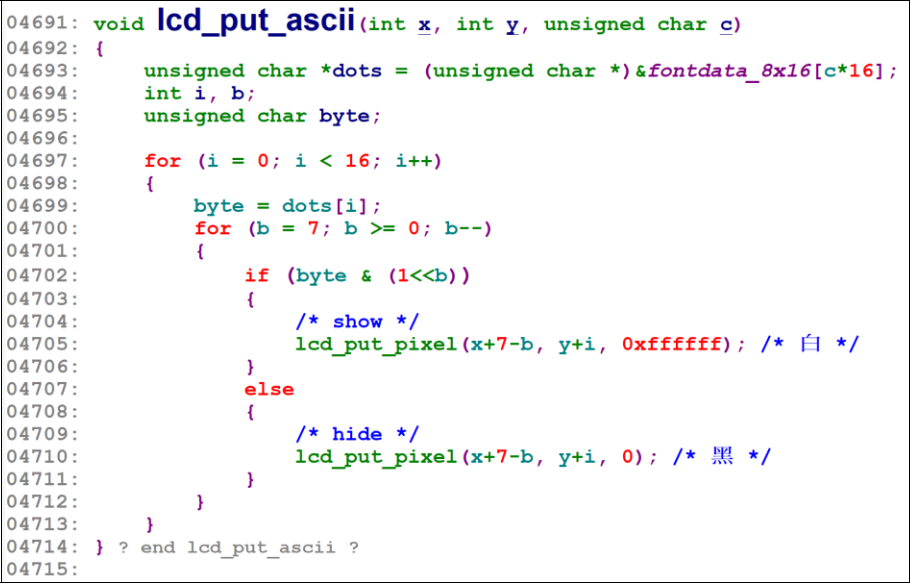 04691: void lcd_put_ascii(int x, int y, unsigned char c)
04692: {
04693:     unsigned char *dots = (unsigned char *)&fontdata_8x16[c*16];
04694:     int i, b;
04695:     unsigned char byte;
04696:
04697:     for (i = 0; i < 16; i++)
04698:     {
04699:         byte = dots[i];
04700:         for (b = 7; b >= 0; b--)
04701:         {
04702:             if (byte & (1<<b))
04703:             {
04704:                 /* show */
04705:                 lcd_put_pixel(x+7-b, y+i, 0xffffff); /* 白 */
04706:             }
04707:             else
04708:             {
04709:                 /* hide */
04710:                 lcd_put_pixel(x+7-b, y+i, 0); /* 黑 */
04711:             }
04712:         }
04713:     }
04714: } ? end lcd_put_ascii ?
04715: